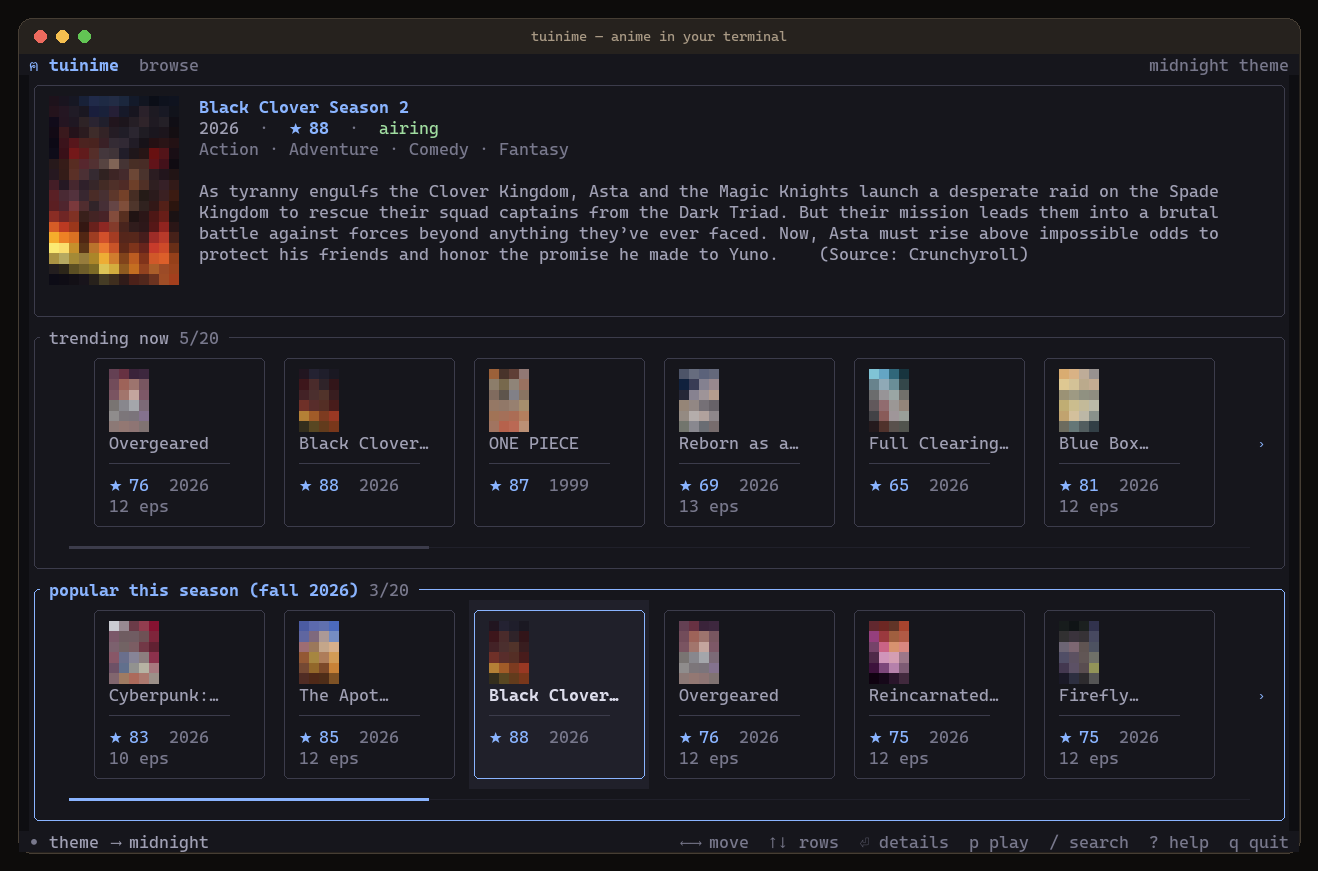 tuinime — anime in your terminal
tuinime browse midnight theme
Black Clover Season 2
2026 · ★ 88 · airing
Action · Adventure · Comedy · Fantasy
As tyranny engulfs the Clover Kingdom, Asta and the Magic Knights launch a desperate raid on the Spade
Kingdom to rescue their squad captains from the Dark Triad. But their mission leads them into a brutal
battle against forces beyond anything they’ve ever faced. Now, Asta must rise above impossible odds to
protect his friends and honor the promise he made to Yuno. (Source: Crunchyroll)
trending now 5/20
Overgeared Black Clover… ONE PIECE Reborn as a… Full Clearing… Blue Box… ›
★ 76 2026 ★ 88 2026 ★ 87 1999 ★ 69 2026 ★ 65 2026 ★ 81 2026
12 eps 13 eps 12 eps
popular this season (fall 2026) 3/20
Cyberpunk:… The Apot… Black Clover… Overgeared Reincarnated… Firefly… ›
★ 83 2026 ★ 85 2026 ★ 88 2026 ★ 76 2026 ★ 75 2026 ★ 75 2026
10 eps 12 eps 12 eps 12 eps 12 eps
• theme → midnight ←→ move ↑↓ rows ⏎ details p play / search ? help q quit